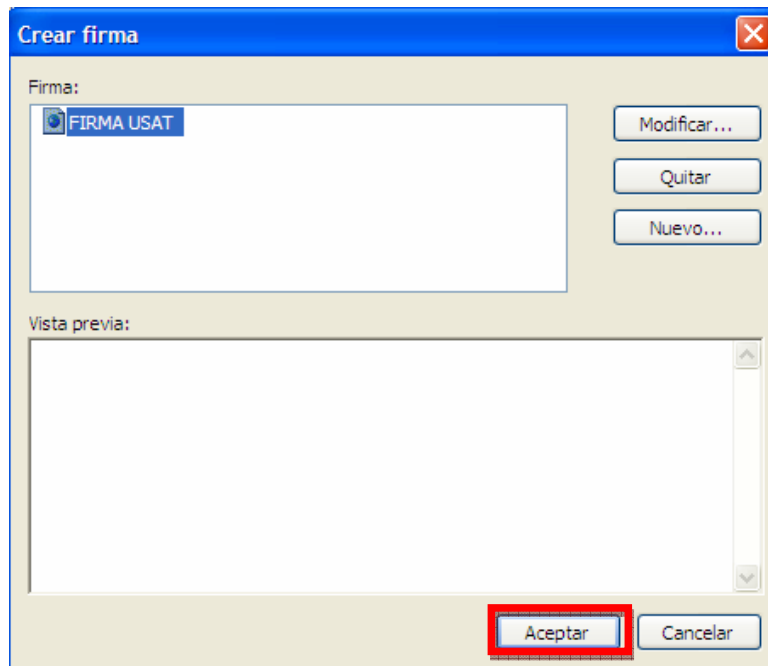 Crear firma
Firma:
FIRMA USAT
Modificar...
Quitar
Nuevo...
Vista previa:
Aceptar
Cancelar